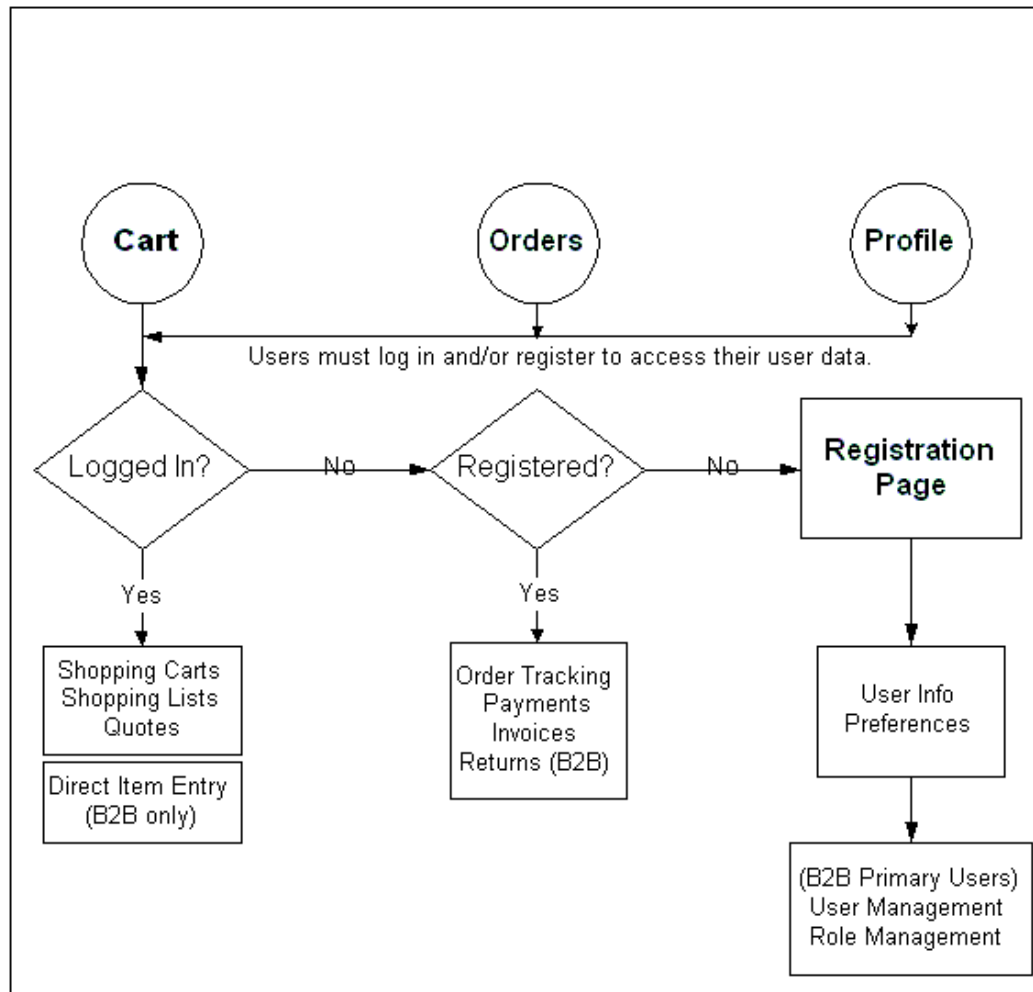 Cart
Orders
Profile
Users must log in and/or register to access their user data.
Logged In?
No
Registered?
No
Registration
Page
Yes
Yes
Shopping Carts
Shopping Lists
Quotes
Direct Item Entry
(B2B only)
Order Tracking
Payments
Invoices
Returns (B2B)
User Info
Preferences
(B2B Primary Users)
User Management
Role Management